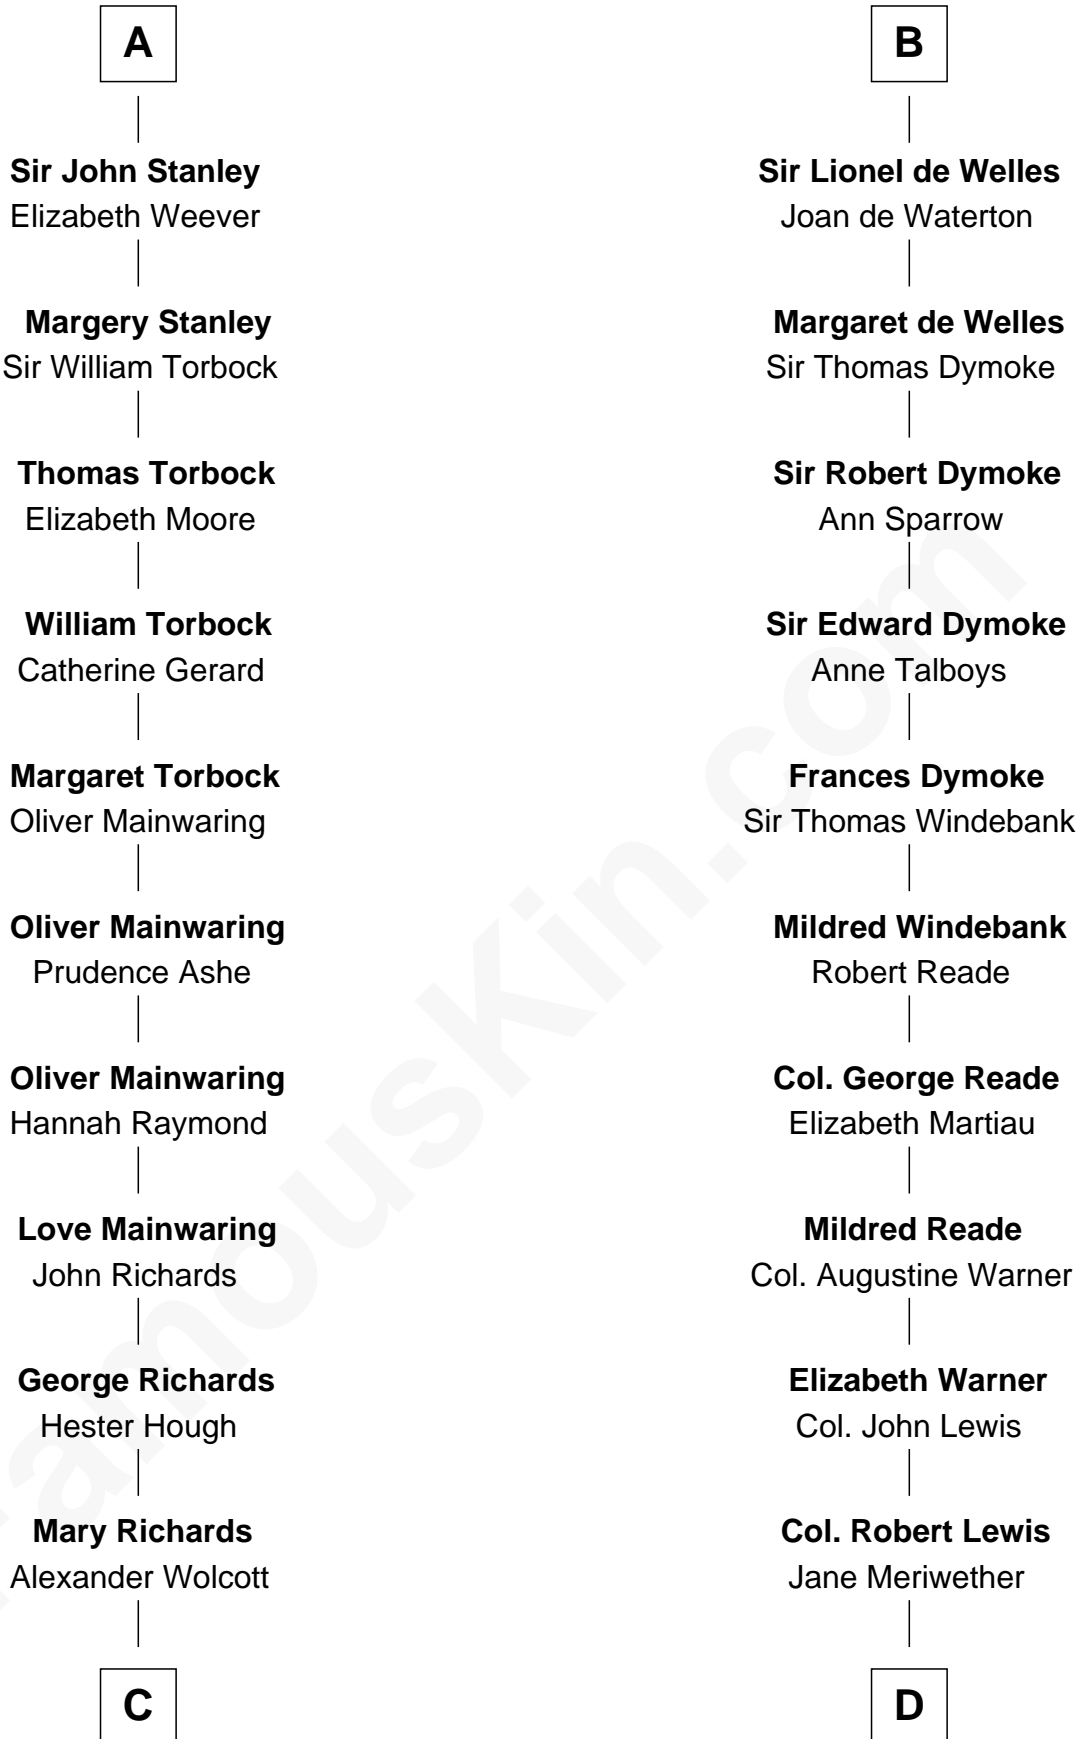 A
Sir John Stanley
Elizabeth Weever
Margery Stanley
Sir William Torbock
Thomas Torbock
Elizabeth Moore
William Torbock
Catherine Gerard
Margaret Torbock
Oliver Mainwaring
Oliver Mainwaring
Prudence Ashe
Oliver Mainwaring
Hannah Raymond
Love Mainwaring
John Richards
George Richards
Hester Hough
Mary Richards
Alexander Wolcott
C
B
Sir Lionel de Welles
Joan de Waterton
Margaret de Welles
Sir Thomas Dymoke
Sir Robert Dymoke
Ann Sparrow
Sir Edward Dymoke
Anne Talboys
Frances Dymoke
Sir Thomas Windebank
Mildred Windebank
Robert Reade
Col. George Reade
Elizabeth Martiau
Mildred Reade
Col. Augustine Warner
Elizabeth Warner
Col. John Lewis
Col. Robert Lewis
Jane Meriwether
D
FamousKin.com